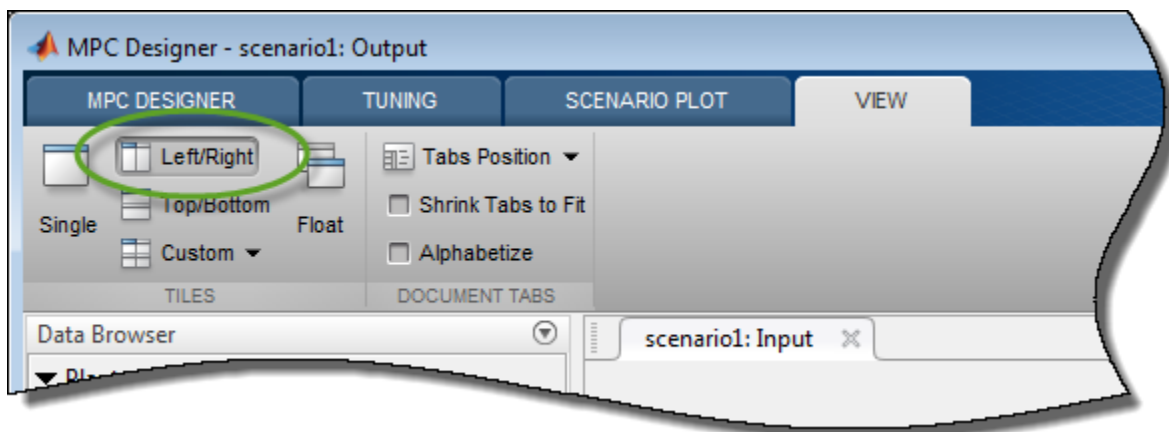 MPC Designer - scenario1: Output
MPC DESIGNER
TUNING
SCENARIO PLOT
VIEW
Single
Left/Right
Top/Bottom
Custom
Float
TILES
Tabs Position
Shrink Tabs to Fit
Alphabetize
DOCUMENT TABS
Data Browser
scenario1: Input